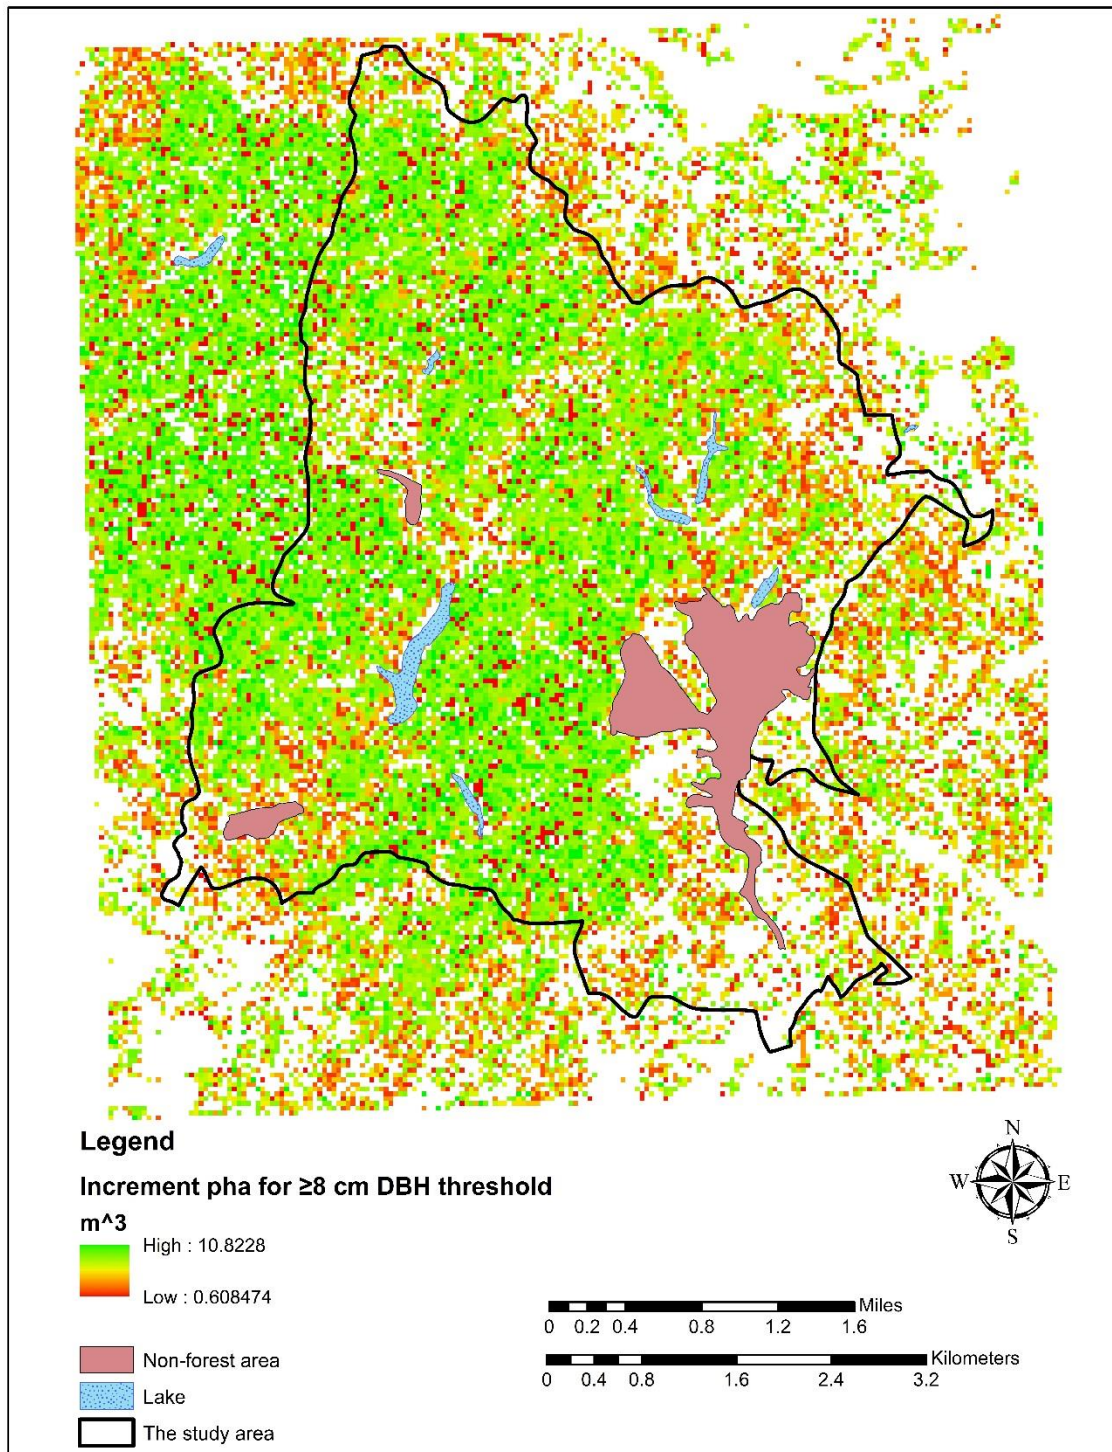 Legend
Increment pha for ≥8 cm DBH threshold
m^3
High : 10.8228
Low : 0.608474
Non-forest area
Lake
The study area
N
W E
S
Miles
0 0.2 0.4 0.8 1.2 1.6
Kilometers
0 0.4 0.8 1.6 2.4 3.2